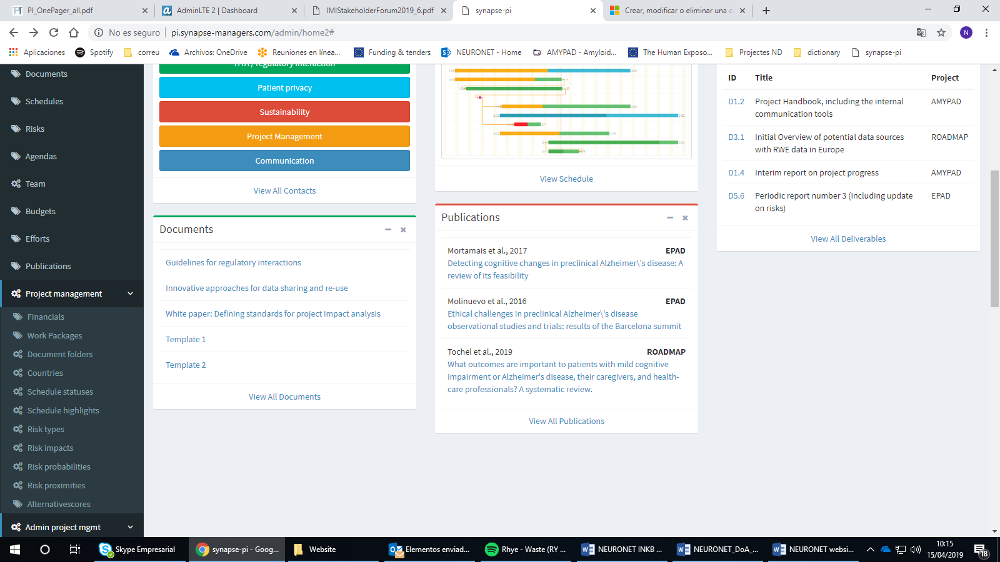 PI_OnePager_all.pdf
AdminLTE 2 | Dashboard
IMIStakeholderForum2019_6.pdf
synapse-pi
Crear, modificar o eliminar una c
No es seguro
pi.synapse-managers.com/admin/home2#
N
Aplicaciones
Spotify
correu
Archivos: OneDrive
Reuniones en línea...
Funding & tenders
NEURONET - Home
AMYPAD - Amyloid...
The Human Exposo...
Projectes ND
dictionary
synapse-pi
Documents
Schedules
Risks
Agendas
Team
Budgets
Efforts
Publications
Project management
Financials
Work Packages
Document folders
Countries
Schedule statuses
Schedule highlights
Risk types
Risk impacts
Risk probabilities
Risk proximities
Alternativescores
Admin project mgmt
HTA / regulatory interaction
Patient privacy
Sustainability
Project Management
Communication
View All Contacts
Documents
Guidelines for regulatory interactions
Innovative approaches for data sharing and re-use
White paper: Defining standards for project impact analysis
Template 1
Template 2
View All Documents
View Schedule
Publications
Mortamais et al., 2017 EPAD
Detecting cognitive changes in preclinical Alzheimer\'s disease: A
review of its feasibility
Molinuevo et al., 2016 EPAD
Ethical challenges in preclinical Alzheimer\'s disease
observational studies and trials: results of the Barcelona summit
Tochel et al., 2019 ROADMAP
What outcomes are important to patients with mild cognitive
impairment or Alzheimer's disease, their caregivers, and health-
care professionals? A systematic review.
View All Publications
ID Title Project
D1.2 Project Handbook, including the internal AMYPAD
communication tools
D3.1 Initial Overview of potential data sources ROADMAP
with RWE data in Europe
D1.4 Interim report on project progress AMYPAD
D5.6 Periodic report number 3 (including update EPAD
on risks)
View All Deliverables
Skype Empresarial
synapse-pi - Goog...
Website
Elementos enviad...
Rhye - Waste (RY ...
NEURONET INKB ...
NEURONET_DoA_...
NEURONET websi...
10:15
15/04/2019
18